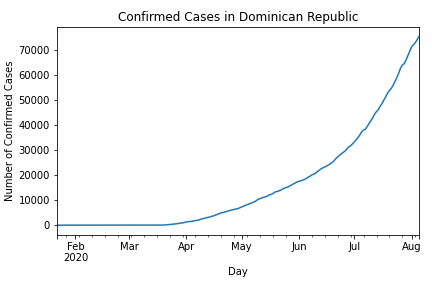 Confirmed Cases in Dominican Republic
70000
60000
50000
40000
30000
20000
10000
0
Number of Confirmed Cases
Feb Mar Apr May Jun Jul Aug
2020
Day